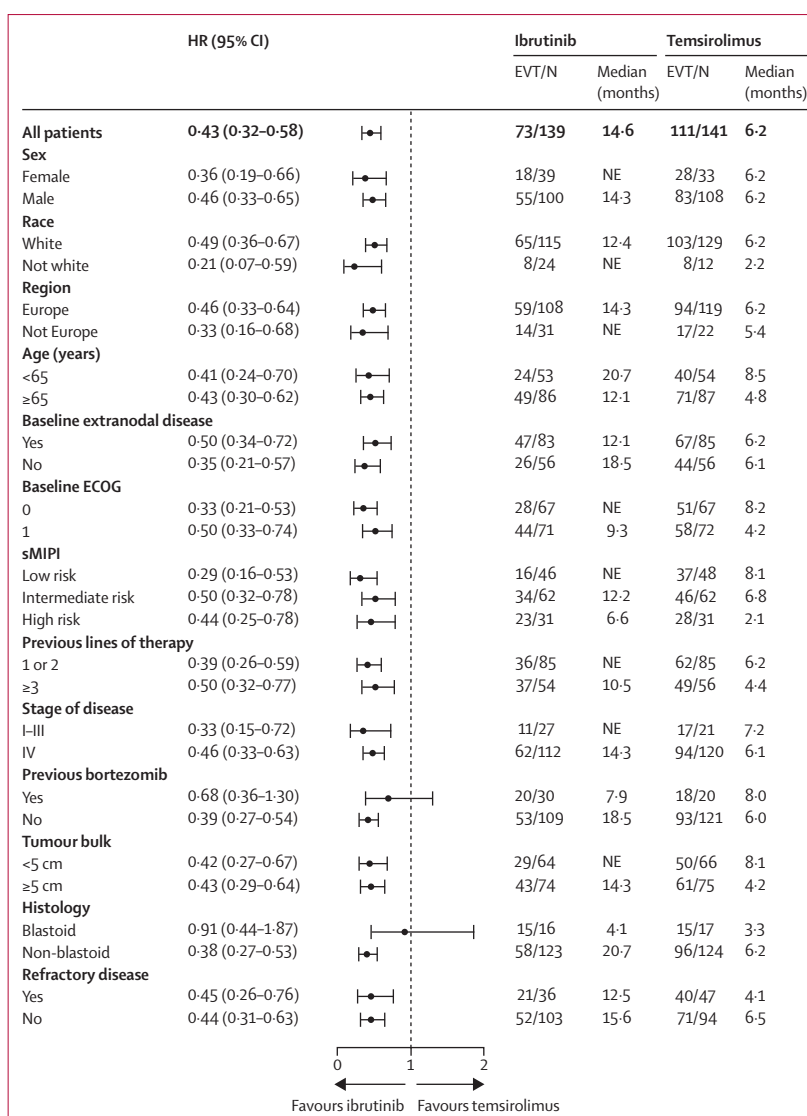 HR (95% CI) Ibrutinib Temsirolimus
EVT/N Median (months) EVT/N Median (months)
All patients 0·43 (0·32–0·58) 73/139 14·6 111/141 6·2
Sex
Female 0·36 (0·19–0·66) 18/39 NE 28/33 6·2
Male 0·46 (0·33–0·65) 55/100 14·3 83/108 6·2
Race
White 0·49 (0·36–0·67) 65/115 12·4 103/129 6·2
Not white 0·21 (0·07–0·59) 8/24 NE 8/12 2·2
Region
Europe 0·46 (0·33–0·64) 59/108 14·3 94/119 6·2
Not Europe 0·33 (0·16–0·68) 14/31 NE 17/22 5·4
Age (years)
<65 0·41 (0·24–0·70) 24/53 20·7 40/54 8·5
≥65 0·43 (0·30–0·62) 49/86 12·1 71/87 4·8
Baseline extranodal disease
Yes 0·50 (0·34–0·72) 47/83 12·1 67/85 6·2
No 0·35 (0·21–0·57) 26/56 18·5 44/56 6·1
Baseline ECOG
0 0·33 (0·21–0·53) 28/67 NE 51/67 8·2
1 0·50 (0·33–0·74) 44/71 9·3 58/72 4·2
sMIPI
Low risk 0·29 (0·16–0·53) 16/46 NE 37/48 8·1
Intermediate risk 0·50 (0·32–0·78) 34/62 12·2 46/62 6·8
High risk 0·44 (0·25–0·78) 23/31 6·6 28/31 2·1
Previous lines of therapy
1 or 2 0·39 (0·26–0·59) 36/85 NE 62/85 6·2
≥3 0·50 (0·32–0·77) 37/54 10·5 49/56 4·4
Stage of disease
I–III 0·33 (0·15–0·72) 11/27 NE 17/21 7·2
IV 0·46 (0·33–0·63) 62/112 14·3 94/120 6·1
Previous bortezomib
Yes 0·68 (0·36–1·30) 20/30 7·9 18/20 8·0
No 0·39 (0·27–0·54) 53/109 18·5 93/121 6·0
Tumour bulk
<5 cm 0·42 (0·27–0·67) 29/64 NE 50/66 8·1
≥5 cm 0·43 (0·29–0·64) 43/74 14·3 61/75 4·2
Histology
Blastoid 0·91 (0·44–1·87) 15/16 4·1 15/17 3·3
Non-blastoid 0·38 (0·27–0·53) 58/123 20·7 96/124 6·2
Refractory disease
Yes 0·45 (0·26–0·76) 21/36 12·5 40/47 4·1
No 0·44 (0·31–0·63) 52/103 15·6 71/94 6·5
0 1 2
Favours ibrutinib Favours temsirolimus